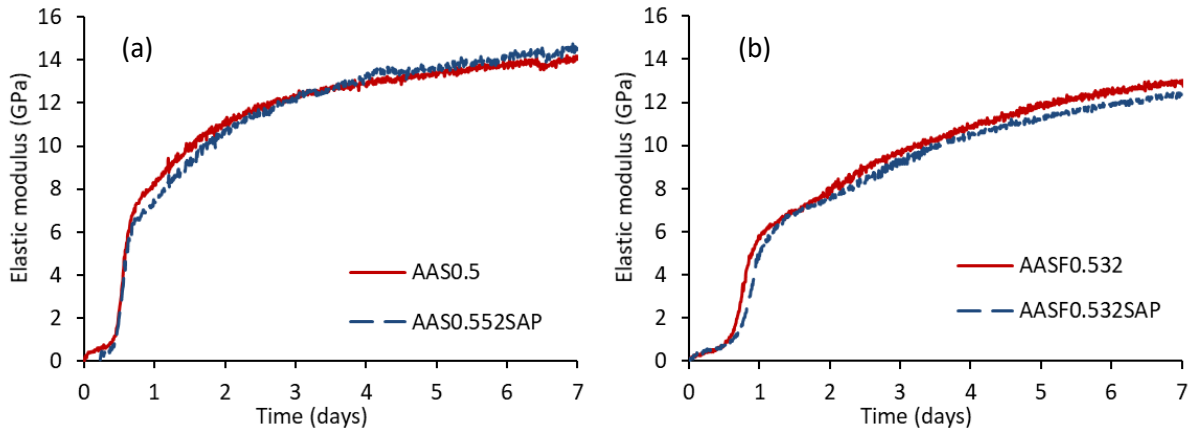 (a)
Elastic modulus (GPa)
16
14
12
10
8
6
4
2
0
AAS0.5
AAS0.552SAP
0 1 2 3 4 5 6 7
Time (days)
(b)
Elastic modulus (GPa)
16
14
12
10
8
6
4
2
0
AASF0.532
AASF0.532SAP
0 1 2 3 4 5 6 7
Time (days)